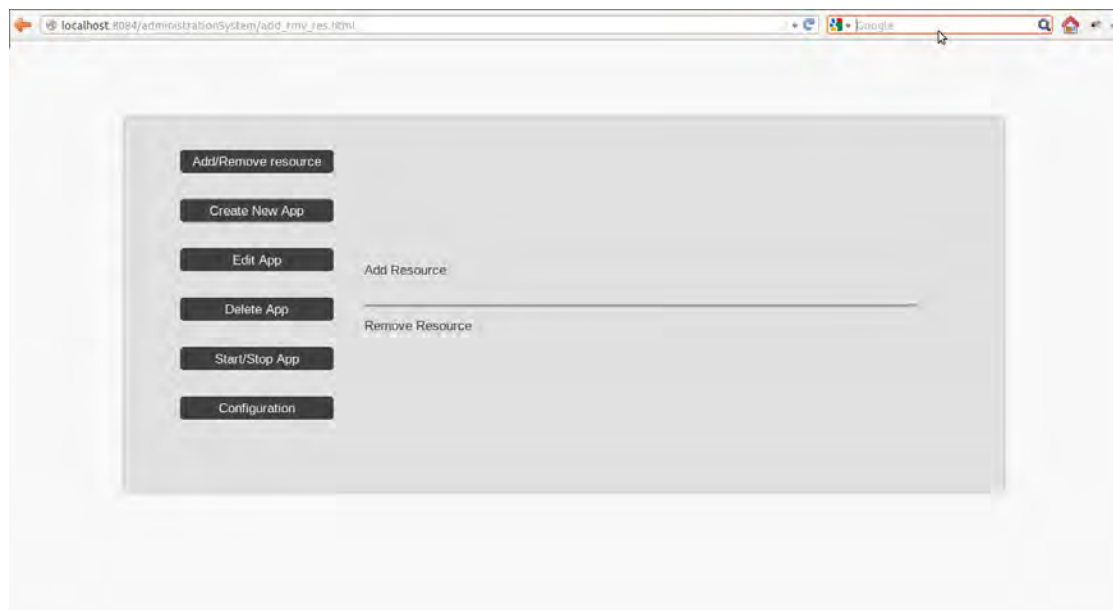 localhost:8084/administrationSystem/add_rmv_res.html
Google
Add/Remove resource
Create New App
Edit App
Add Resource
Delete App
Remove Resource
Start/Stop App
Configuration